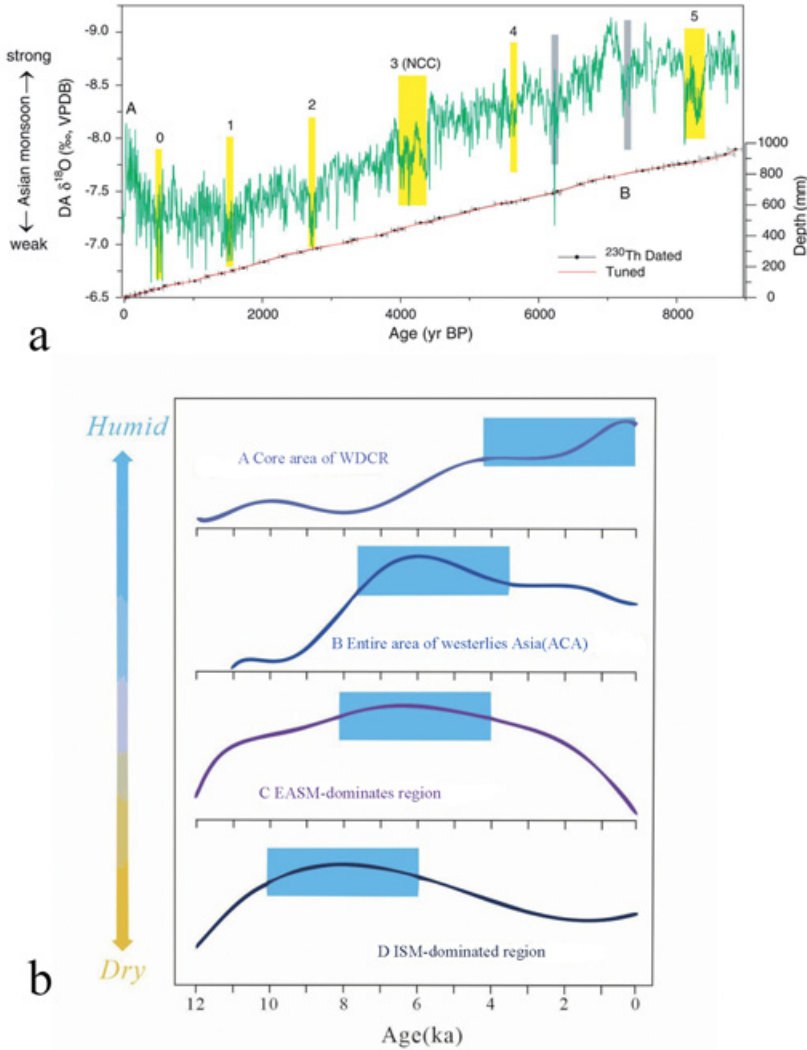 strong
Asian monsoon
weak
DA δ¹⁸O (‰, VPDB)
-9.0
-8.5
-8.0
-7.5
-7.0
-6.5
A
0
1
2
3 (NCC)
4
5
B
1000
800
600
400
200
0
Depth (mm)
²³⁰Th Dated
Tuned
0
2000
4000
6000
8000
Age (yr BP)
a
Humid
Dry
A Core area of WDCR
B Entire area of westerlies Asia(ACA)
C EASM-dominates region
D ISM-dominated region
12
10
8
6
4
2
0
Age(ka)
b